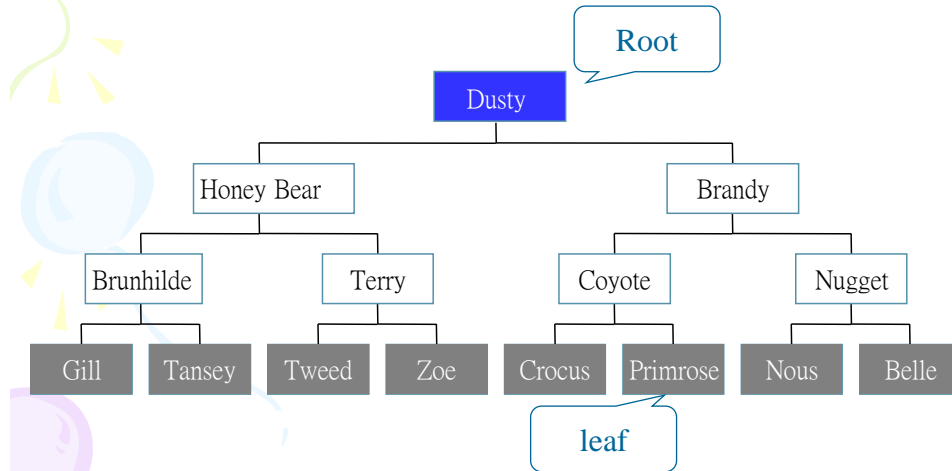 Root
Dusty
Honey Bear Brandy
Brunhilde Terry Coyote Nugget
Gill Tansey Tweed Zoe Crocus Primrose Nous Belle
leaf